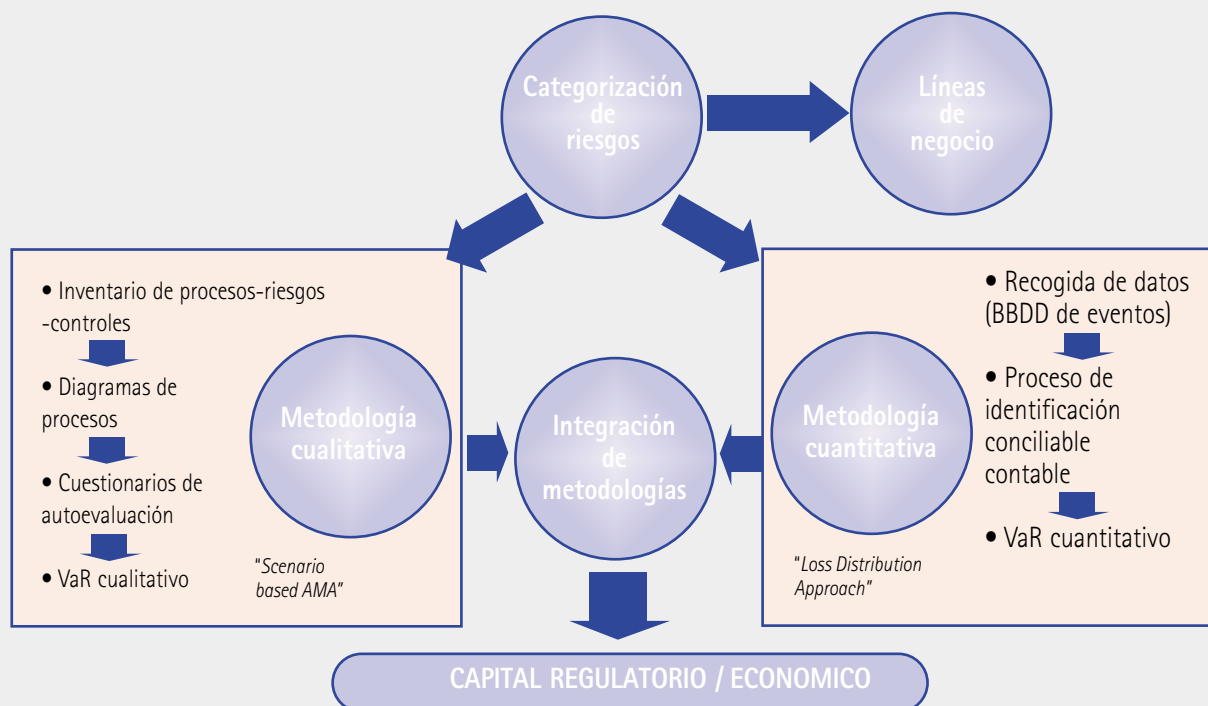 Categorización
de
riesgos
Líneas
de
negocio
• Inventario de procesos-riesgos
-controles
• Diagramas de
procesos
• Cuestionarios de
autoevaluación
• VaR cualitativo
Metodología
cualitativa
"Scenario
based AMA"
Integración
de
metodologías
Metodología
cuantitativa
"Loss Distribution
Approach"
• Recogida de datos
(BBDD de eventos)
• Proceso de
identificación
conciliable
contable
• VaR cuantitativo
CAPITAL REGULATORIO / ECONOMICO